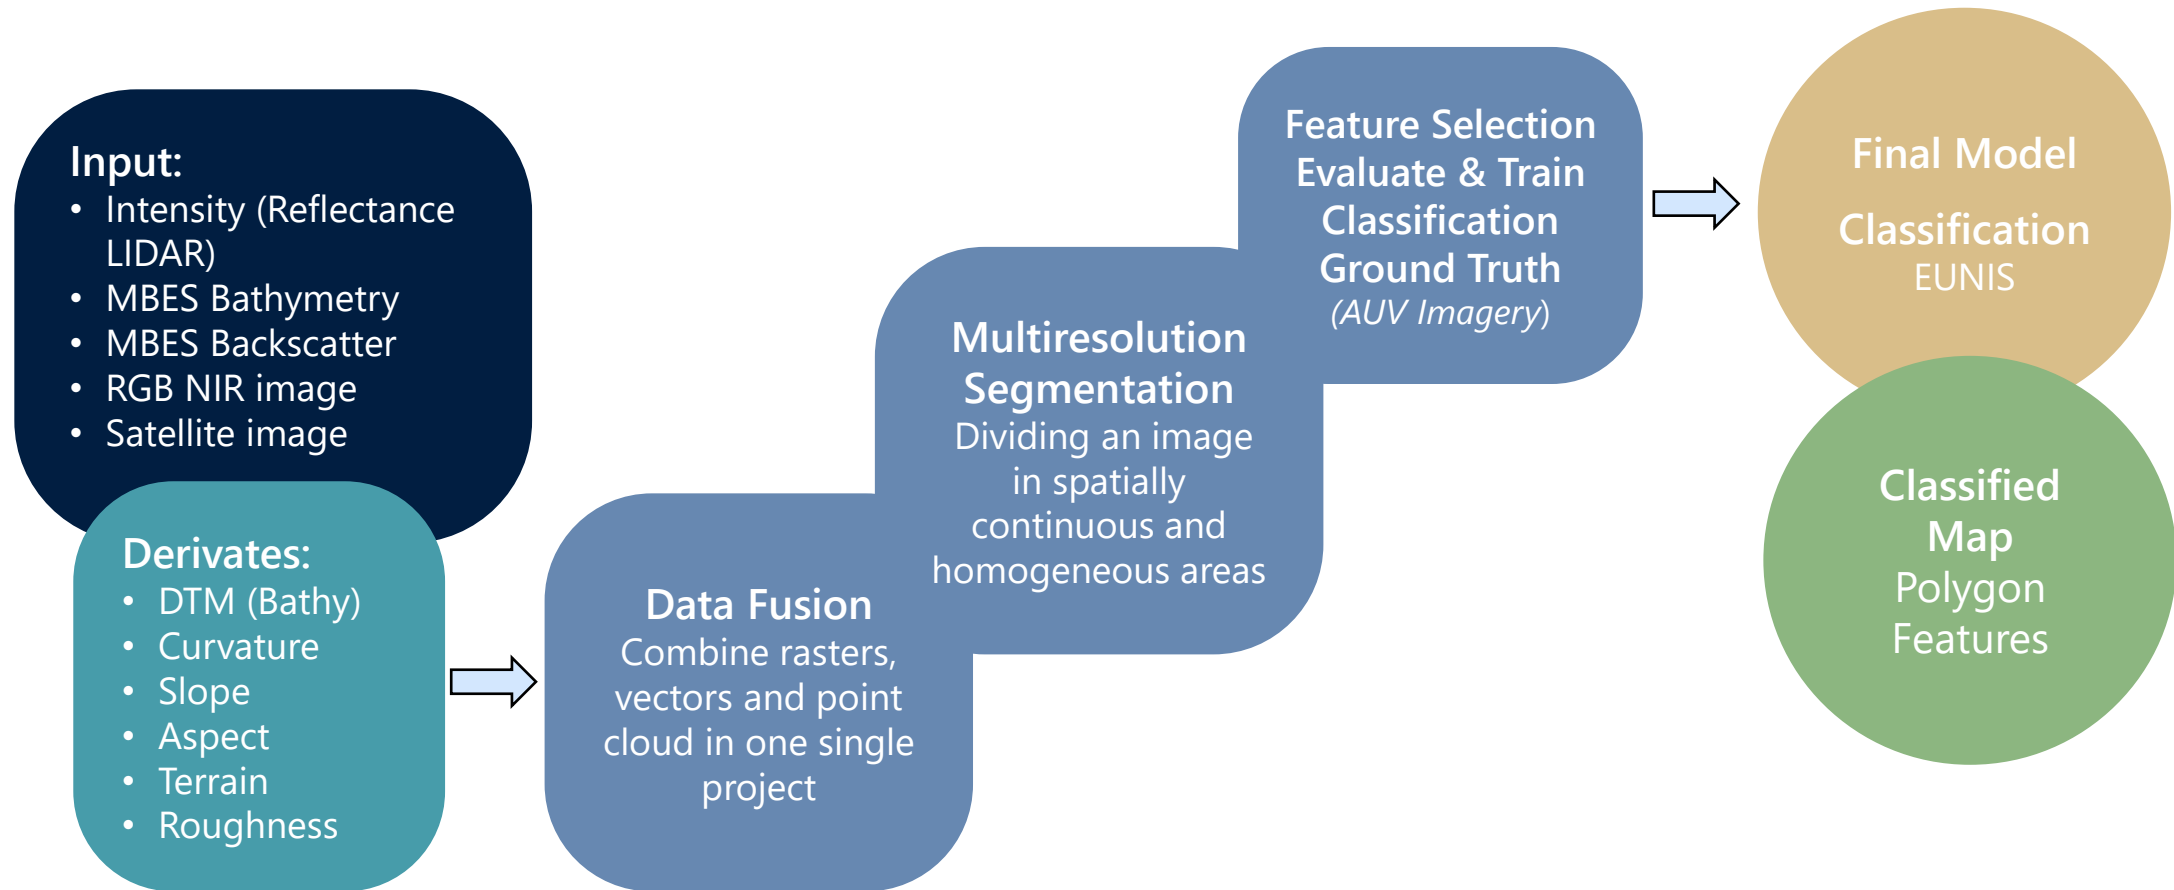 Input:
• Intensity (Reflectance
LIDAR)
• MBES Bathymetry
• MBES Backscatter
• RGB NIR image
• Satellite image
Derivates:
• DTM (Bathy)
• Curvature
• Slope
• Aspect
• Terrain
• Roughness
Data Fusion
Combine rasters,
vectors and point
cloud in one single
project
Multiresolution
Segmentation
Dividing an image
in spatially
continuous and
homogeneous areas
Feature Selection
Evaluate & Train
Classification
Ground Truth
(AUV Imagery)
Final Model
Classification
EUNIS
Classified
Map
Polygon
Features